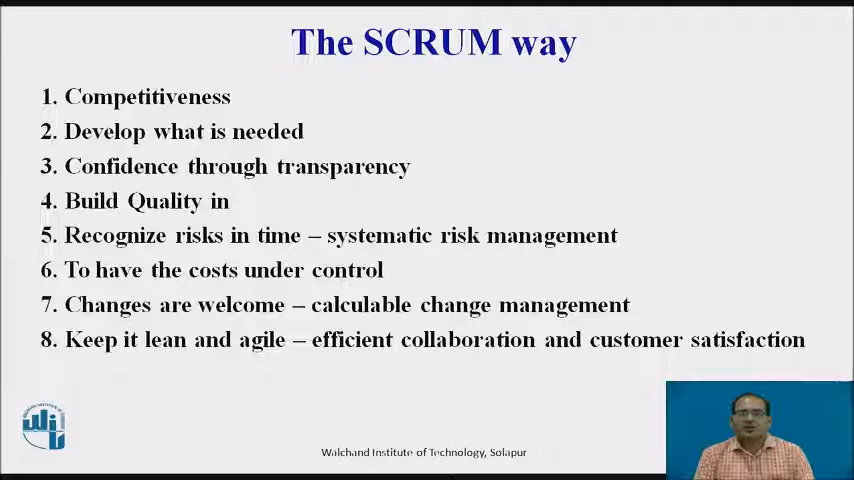 The SCRUM way
1. Competitiveness
2. Develop what is needed
3. Confidence through transparency
4. Build Quality in
5. Recognize risks in time – systematic risk management
6. To have the costs under control
7. Changes are welcome – calculable change management
8. Keep it lean and agile – efficient collaboration and customer satisfaction
Walchand Institute of Technology, Solapur